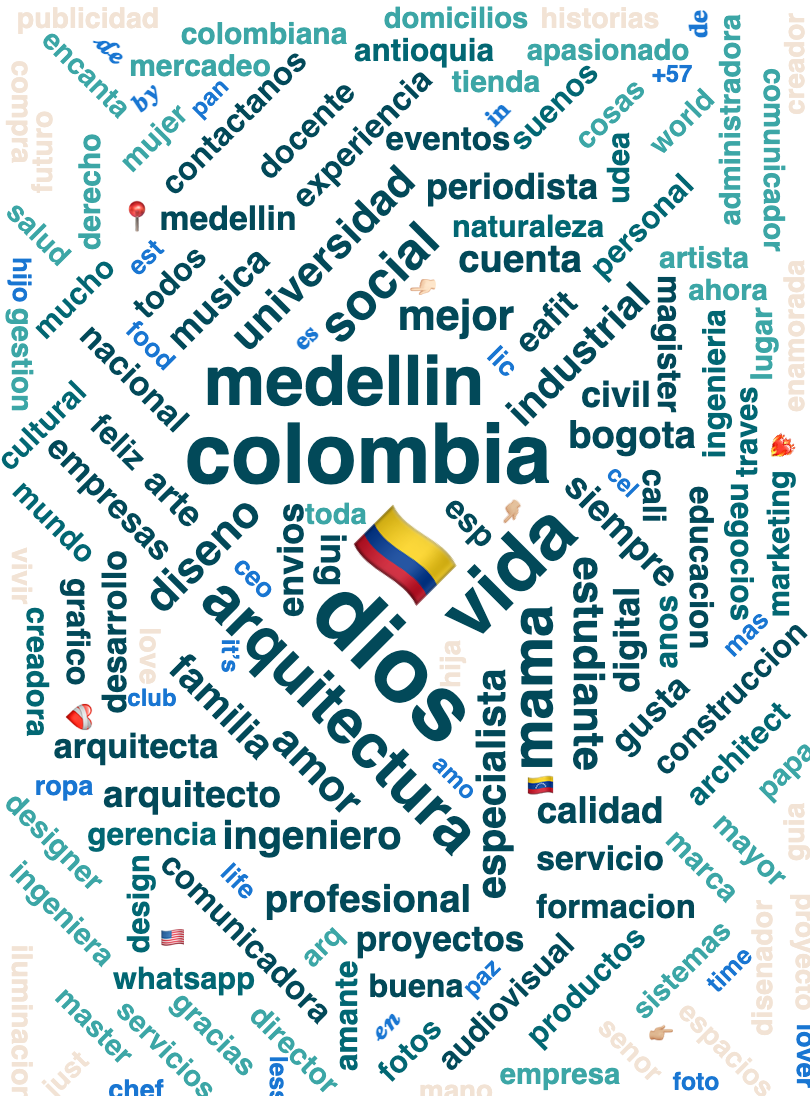 publicidad
domicilios
historias
de
colombiana
de
encanta
mercadeo
antioquia
apasionado
administradora
creador
compra
by
pan
contactanos
tienda
suenos
+57
comunicador
futuro
mujer
docente
experiencia
in
cosas
world
derecho
eventos
udea
salud
medellin
universidad
periodista
naturaleza
personal
hijo
mucho
est
todos
musica
social
cuenta
artista
ahora
enamorada
gestion
food
es
mejor
eafit
industrial
magister
ingenieria
lugar
nacional
medellin
lic
civil
traves
cultural
feliz
colombia
bogota
empresas
arte
cel
cali
siempre
negocios
marketing
mundo
diseno
envios
toda
esp
educacion
vivir
grafico
desarrollo
ceo
ing
vida
estudiante
digital
anos
mas
creadora
love
it's
arquitectura
dios
hija
mama
gusta
construccion
club
familia
especialista
arquitecta
amor
amo
architect
papa
ropa
arquitecto
calidad
designer
gerencia
ingeniero
servicio
marca
mayor
guia
ingeniera
design
comunicadora
life
profesional
formacion
disenador
proyecto
iluminacion
arq
proyectos
whatsapp
amante
buena
paz
audiovisual
productos
sistemas
time
master
servicios
gracias
director
en
fotos
senor
espacios
lover
just
chef
less
mano
empresa
foto